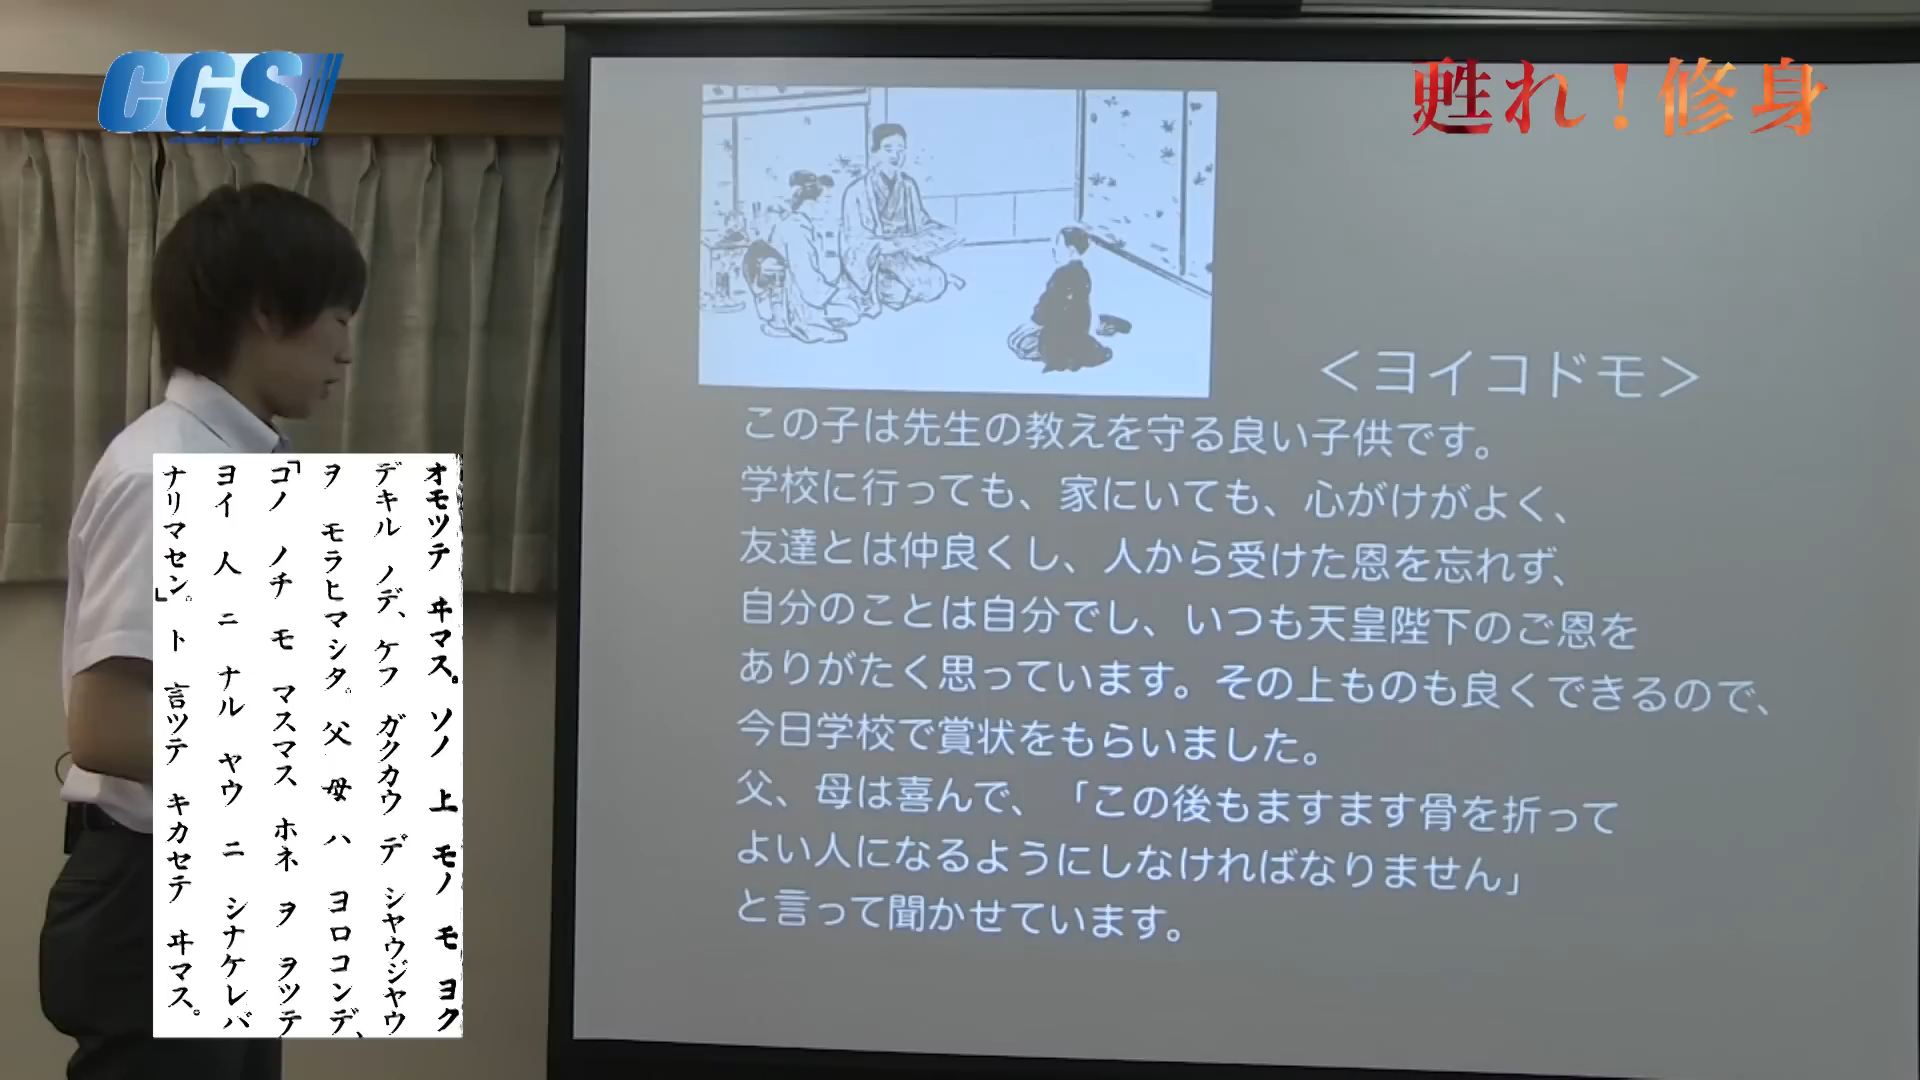 CGS
甦れ！修身
＜ヨイコドモ＞
この子は先生の教えを守る良い子供です。
学校に行っても、家にいても、心がけがよく、
友達とは仲良くし、人から受けた恩を忘れず、
自分のことは自分でし、いつも天皇陛下のご恩を
ありがたく思っています。その上ものも良くできるので、
今日学校で賞状をもらいました。
父、母は喜んで、「この後もますます骨を折って
よい人になるようにしなければなりません」
と言って聞かせています。
オモツテ ヰマス。ソノ 上 モノ モ ヨク
デキル ノデ、ケフ ガクカウ デ シヤウジヤウ
ヲ モラヒマシタ。父 母 ハ ヨロコンデ、
「コノ ノチ モ マスマス ホネ ヲ ヲツテ
ヨイ 人 ニ ナル ヤウ ニ シナケレバ
ナリマセン。」ト 言ツテ キカセテ ヰマス。